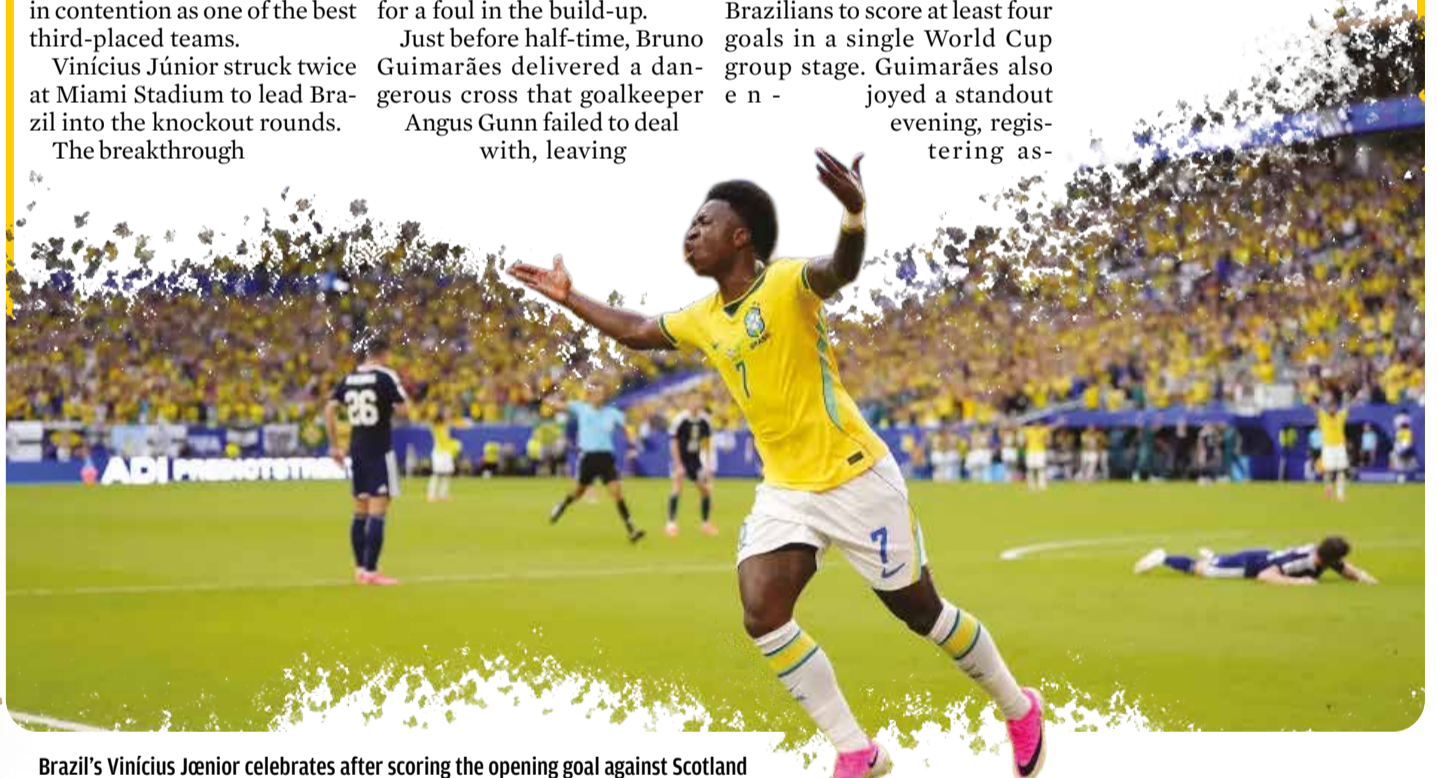 in contention as one of the best
third-placed teams.
Vinícius Júnior struck twice
at Miami Stadium to lead Bra-
zil into the knockout rounds.
The breakthrough
for a foul in the build-up.
Just before half-time, Bruno
Guimarães delivered a dan-
gerous cross that goalkeeper
Angus Gunn failed to deal
with, leaving
Brazilians to score at least four
goals in a single World Cup
group stage. Guimarães also
en- joyed a standout
evening, regis-
tering as-
26
ADI PREDICTSTREET
7
7
Brazil's Vinícius Jœnior celebrates after scoring the opening goal against Scotland